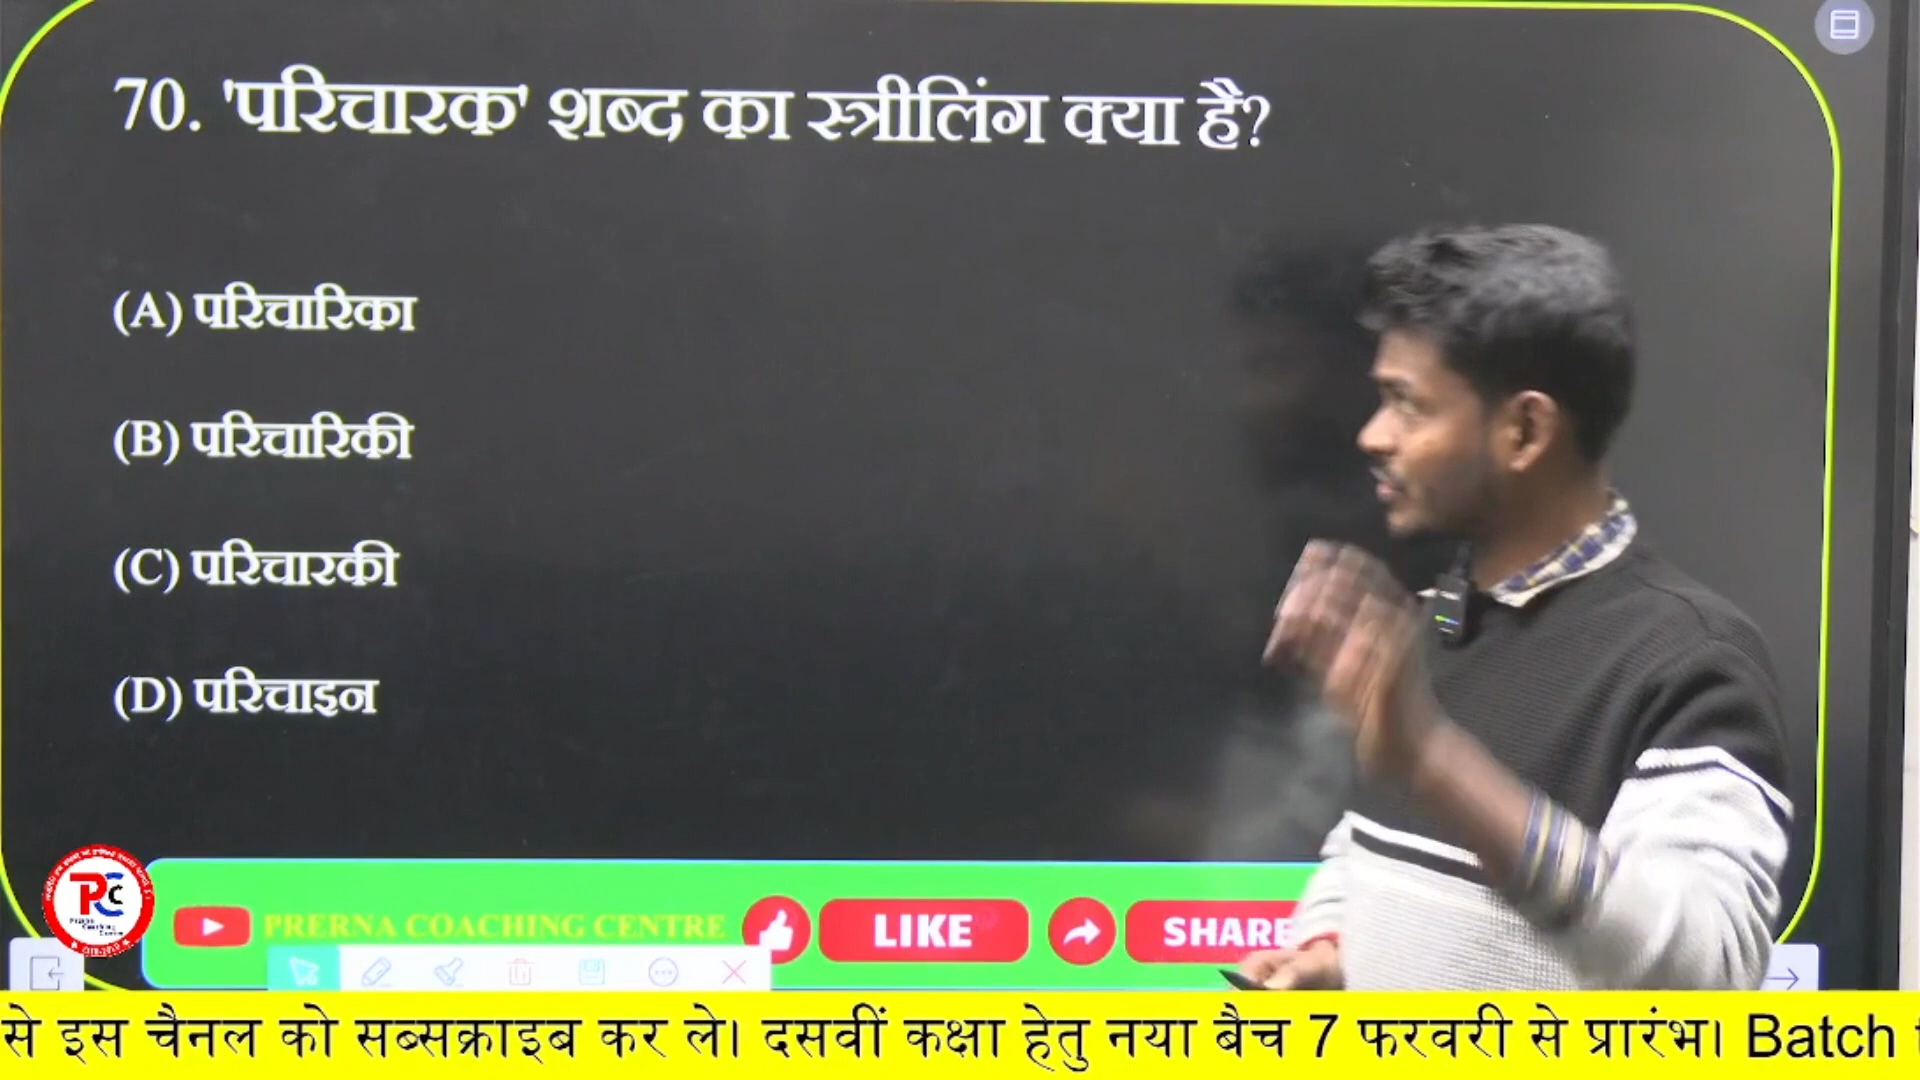 70. 'परिचारक' शब्द का स्त्रीलिंग क्या है?
(A) परिचारिका
(B) परिचारिकी
(C) परिचारकी
(D) परिचाइन
PRERNA COACHING CENTRE
LIKE
SHARE
से इस चैनल को सब्सक्राइब कर ले। दसवीं कक्षा हेतु नया बैच 7 फरवरी से प्रारंभ। Batch